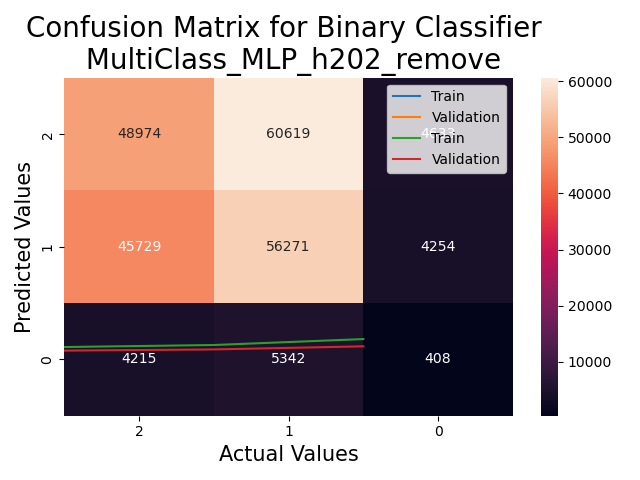 Confusion Matrix for Binary Classifier
MultiClass_MLP_h202_remove
Train
Validation
Train
Validation
48974 60619
45729 56271 4254
4215 5342 408
2
1
0
Predicted Values
2 1 0
Actual Values
60000
50000
40000
30000
20000
10000